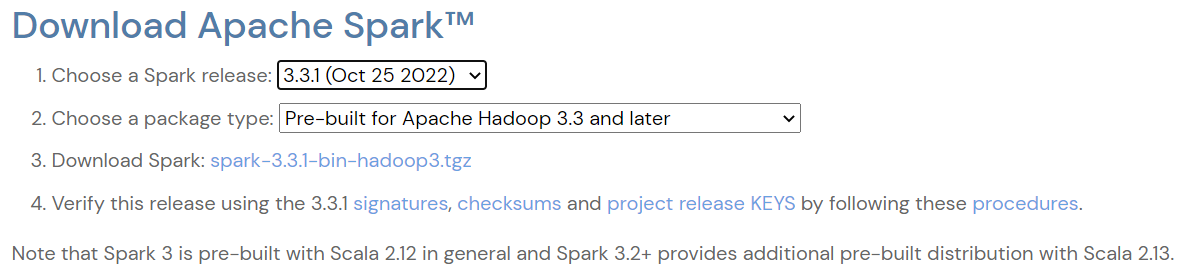 Download Apache Spark™
1. Choose a Spark release: 3.3.1 (Oct 25 2022)
2. Choose a package type: Pre-built for Apache Hadoop 3.3 and later
3. Download Spark: spark-3.3.1-bin-hadoop3.tgz
4. Verify this release using the 3.3.1 signatures, checksums and project release KEYS by following these procedures.
Note that Spark 3 is pre-built with Scala 2.12 in general and Spark 3.2+ provides additional pre-built distribution with Scala 2.13.